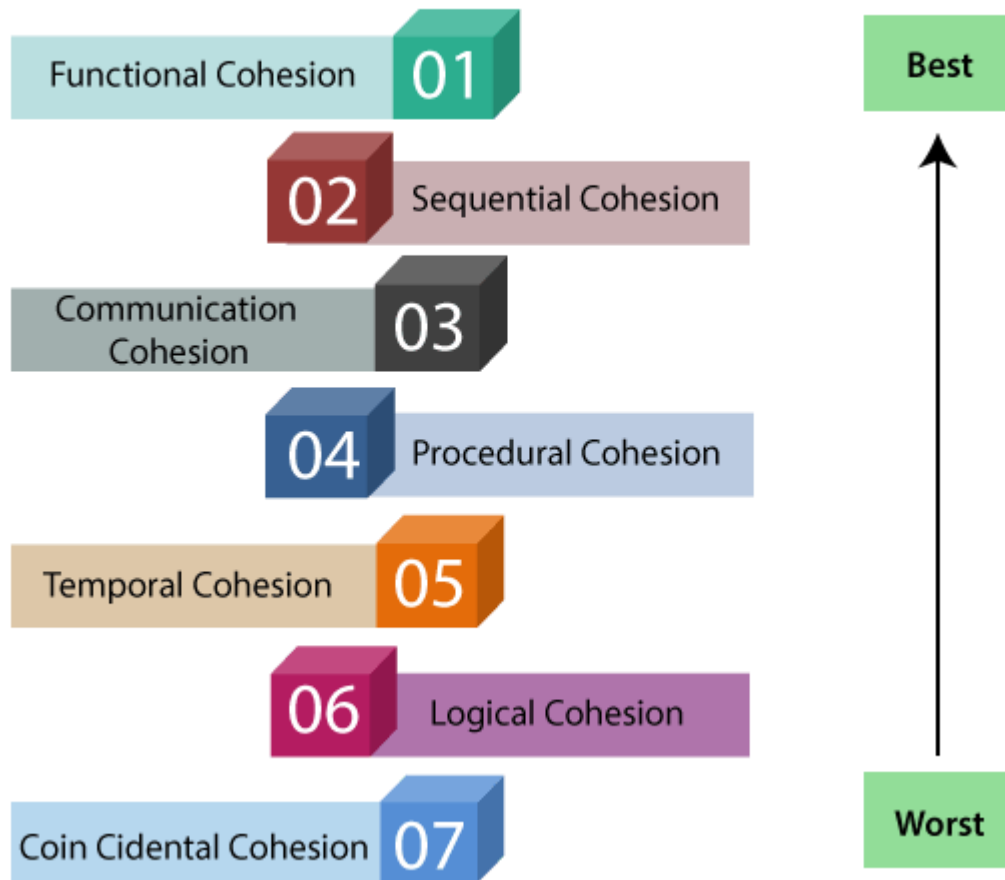 Functional Cohesion 01
Best
02 Sequential Cohesion
Communication
Cohesion
03
04 Procedural Cohesion
Temporal Cohesion 05
06 Logical Cohesion
Worst
Coin Cidental Cohesion 07